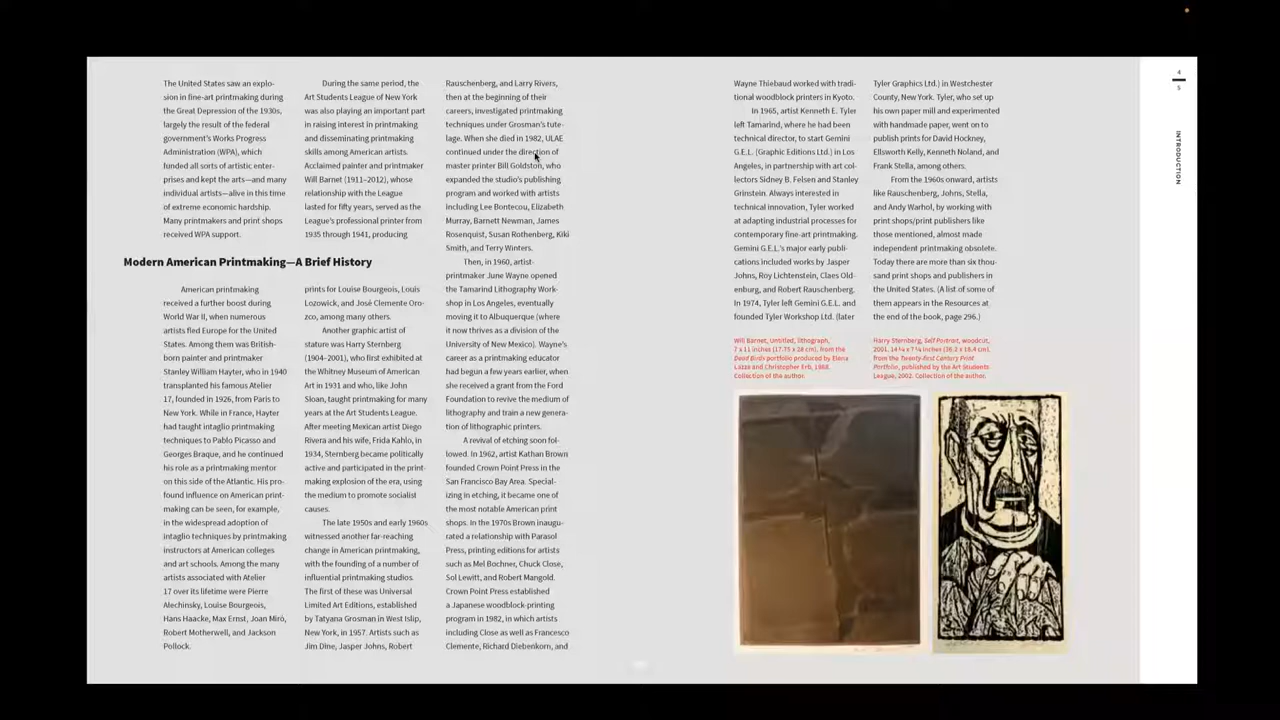 The United States saw an explo-
sion in fine-art printmaking during
the Great Depression of the 1930s,
largely the result of the federal
government's Works Progress
Administration (WPA), which
funded all sorts of artistic enter-
prises and kept the arts—and many
individual artists—alive in this time
of extreme economic hardship.
Many printmakers and print shops
received WPA support.
Modern American Printmaking—A Brief History
American printmaking
received a further boost during
World War II, when numerous
artists fled Europe for the United
States. Among them was British-
born painter and printmaker
Stanley William Hayter, who in 1940
transplanted his famous Atelier
17, founded in 1926, from Paris to
New York. While in France, Hayter
had taught intaglio printmaking
techniques to Pablo Picasso and
Georges Braque, and he continued
his role as a printmaking mentor
on this side of the Atlantic. His pro-
found influence on American print-
making can be seen, for example,
in the widespread adoption of
intaglio techniques by printmaking
instructors at American colleges
and art schools. Among the many
artists associated with Atelier
17 over its lifetime were Pierre
Alechinsky, Louise Bourgeois,
Hans Haacke, Max Ernst, Joan Miró,
Robert Motherwell, and Jackson
Pollock.
During the same period, the
Art Students League of New York
was also playing an important part
in raising interest in printmaking
and disseminating printmaking
skills among American artists.
Acclaimed painter and printmaker
Will Barnet (1911–2012), whose
relationship with the League
lasted for fifty years, served as the
League's professional printer from
1935 through 1941, producing
prints for Louise Bourgeois, Louis
Lozowick, and José Clemente Oro-
zco, among many others.
Another graphic artist of
stature was Harry Sternberg
(1904–2001), who first exhibited at
the Whitney Museum of American
Art in 1931 and who, like John
Sloan, taught printmaking for many
years at the Art Students League.
After meeting Mexican artist Diego
Rivera and his wife, Frida Kahlo, in
1934, Sternberg became politically
active and participated in the print-
making explosion of the era, using
the medium to promote socialist
causes.
The late 1950s and early 1960s
witnessed another far-reaching
change in American printmaking,
with the founding of a number of
influential printmaking studios.
The first of these was Universal
Limited Art Editions, established
by Tatyana Grosman in West Islip,
New York, in 1957. Artists such as
Jim Dine, Jasper Johns, Robert
Rauschenberg, and Larry Rivers,
then at the beginning of their
careers, investigated printmaking
techniques under Grosman's tute-
lage. When she died in 1982, ULAE
continued under the direction of
master printer Bill Goldston, who
expanded the studio's publishing
program and worked with artists
including Lee Bontecou, Elizabeth
Murray, Barnett Newman, James
Rosenquist, Susan Rothenberg, Kiki
Smith, and Terry Winters.
Then, in 1960, artist-
printmaker June Wayne opened
the Tamarind Lithography Work-
shop in Los Angeles, eventually
moving it to Albuquerque (where
it now thrives as a division of the
University of New Mexico). Wayne's
career as a printmaking educator
had begun a few years earlier, when
she received a grant from the Ford
Foundation to revive the medium of
lithography and train a new genera-
tion of lithographic printers.
A revival of etching soon fol-
lowed. In 1962, artist Kathan Brown
founded Crown Point Press in the
San Francisco Bay Area. Special-
izing in etching, it became one of
the most notable American print
shops. In the 1970s Brown inaugu-
rated a relationship with Parasol
Press, printing editions for artists
such as Mel Bochner, Chuck Close,
Sol Lewitt, and Robert Mangold.
Crown Point Press established
a Japanese woodblock-printing
program in 1982, in which artists
including Close as well as Francesco
Clemente, Richard Diebenkorn, and
Wayne Thiebaud worked with tradi-
tional woodblock printers in Kyoto.
In 1965, artist Kenneth E. Tyler
left Tamarind, where he had been
technical director, to start Gemini
G.E.L. (Graphic Editions Ltd.) in Los
Angeles, in partnership with art col-
lectors Sidney B. Felsen and Stanley
Grinstein. Always interested in
technical innovation, Tyler worked
at adapting industrial processes for
contemporary fine-art printmaking.
Gemini G.E.L.'s major early publi-
cations included works by Jasper
Johns, Roy Lichtenstein, Claes Old-
enburg, and Robert Rauschenberg.
In 1974, Tyler left Gemini G.E.L. and
founded Tyler Workshop Ltd. (later
Tyler Graphics Ltd.) in Westchester
County, New York. Tyler, who set up
his own paper mill and experimented
with handmade paper, went on to
publish prints for David Hockney,
Ellsworth Kelly, Kenneth Noland, and
Frank Stella, among others.
From the 1960s onward, artists
like Rauschenberg, Johns, Stella,
and Andy Warhol, by working with
print shops/print publishers like
those mentioned, almost made
independent printmaking obsolete.
Today there are more than six thou-
sand print shops and publishers in
the United States. (A list of some of
them appears in the Resources at
the end of the book, page 296.)
Will Barnet, Untitled, lithograph,
7 x 11 inches (17.75 x 28 cm), from the
Dead Birds portfolio produced by Elena
Laza and Christopher Erb, 1968.
Collection of the author.
Harry Sternberg, Self Portrait, woodcut,
2001, 14 ¼ x 7 ¼ inches (36.2 x 18.4 cm),
from the Twenty-first Century Print
Portfolio, published by the Art Students
League, 2002. Collection of the author.
4
5
INTRODUCTION